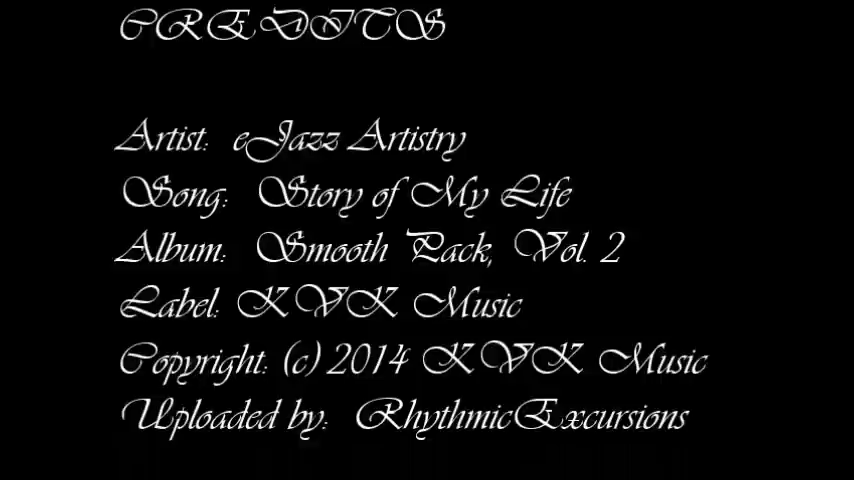 CREDITS
Artist: eJazz Artistry
Song: Story of My Life
Album: Smooth Pack, Vol. 2
Label: KVK Music
Copyright: (c) 2014 KVK Music
Uploaded by: RhythmicExcursions